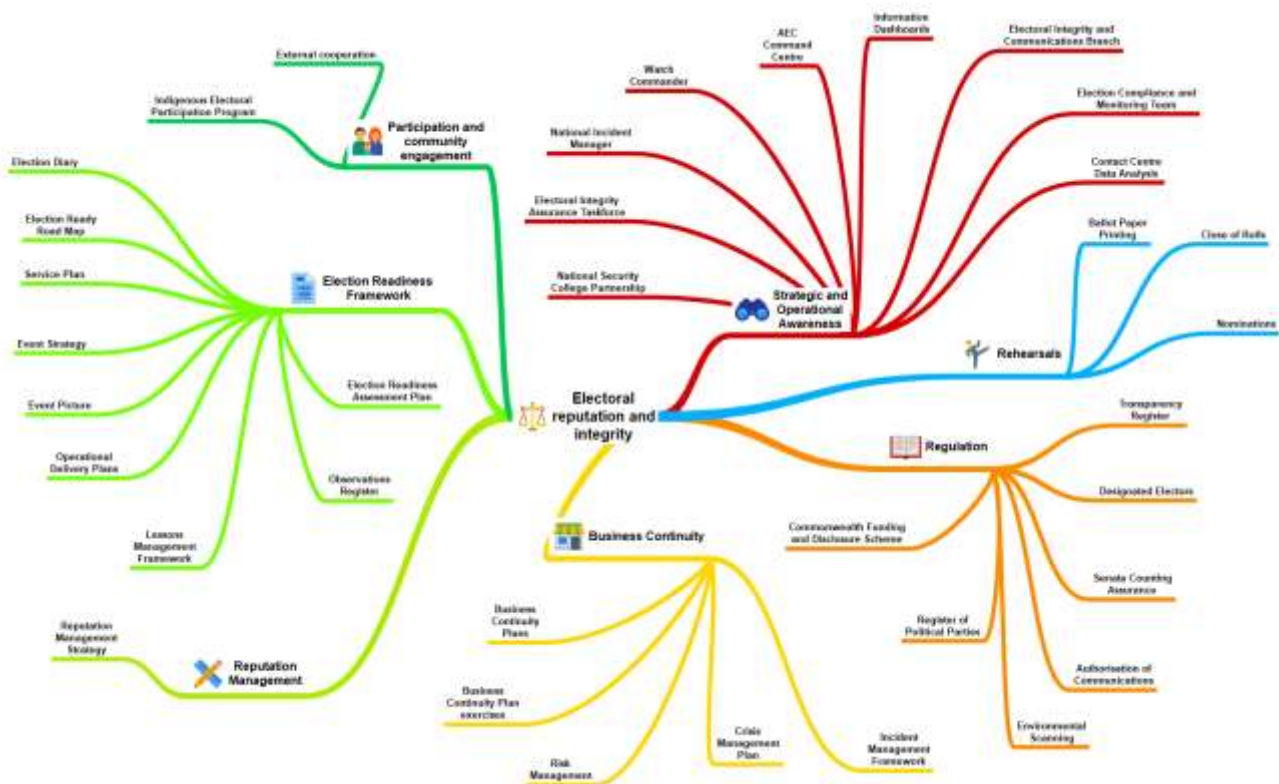 External cooperation
Indigenous Electoral
Participation Program
Participation and
community
engagement
Election Diary
Election Ready
Road Map
Service Plan
Event Strategy
Event Picture
Operational
Delivery Plans
Lessons
Management
Framework
Observations
Register
Election Readiness
Assessment Plan
Election Readiness
Framework
Reputation
Management
Strategy
Reputation
Management
Electoral
reputation and
integrity
National Security
College Partnership
Electoral Integrity
Assurance Taskforce
National Incident
Manager
Watch
Commander
AEC
Command
Centre
Information
Dashboards
Electoral Integrity and
Communications Branch
Election Compliance and
Monitoring Team
Contact Centre
Data Analysis
Strategic and
Operational
Awareness
Ballot Paper
Printing
Close of Rolls
Nominations
Rehearsals
Transparency
Register
Regulation
Designated Electors
Commonwealth Funding
and Disclosure Scheme
Senate Counting
Assurance
Register of
Political Parties
Authorisation of
Communications
Environmental
Scanning
Business Continuity
Business
Continuity
Plans
Business
Continuity Plan
exercises
Risk
Management
Crisis
Management
Plan
Incident
Management
Framework